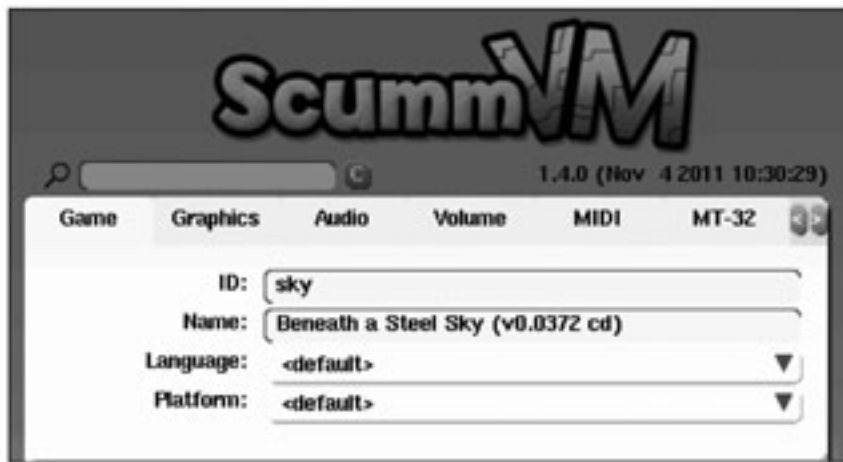 ScummVM
C 1.4.0 (Nov 4 2011 10:30:29)
Game Graphics Audio Volume MIDI MT-32 < >
ID: sky
Name: Beneath a Steel Sky (v0.0372 cd)
Language: <default>
Platform: <default>